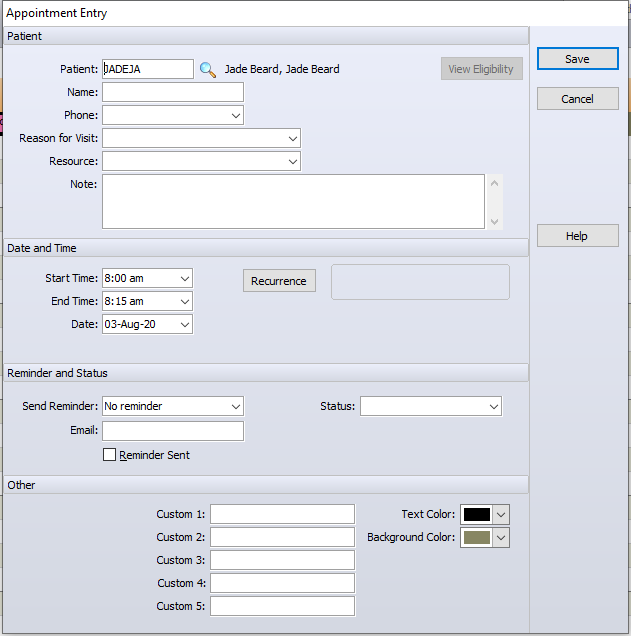 Appointment Entry
Patient
Patient: JADEJA Jade Beard, Jade Beard View Eligibility
Name:
Phone:
Reason for Visit:
Resource:
Note:
Date and Time
Start Time: 8:00 am Recurrence
End Time: 8:15 am
Date: 03-Aug-20
Reminder and Status
Send Reminder: No reminder Status:
Email:
Reminder Sent
Other
Custom 1: Text Color:
Custom 2: Background Color:
Custom 3:
Custom 4:
Custom 5:
Save
Cancel
Help